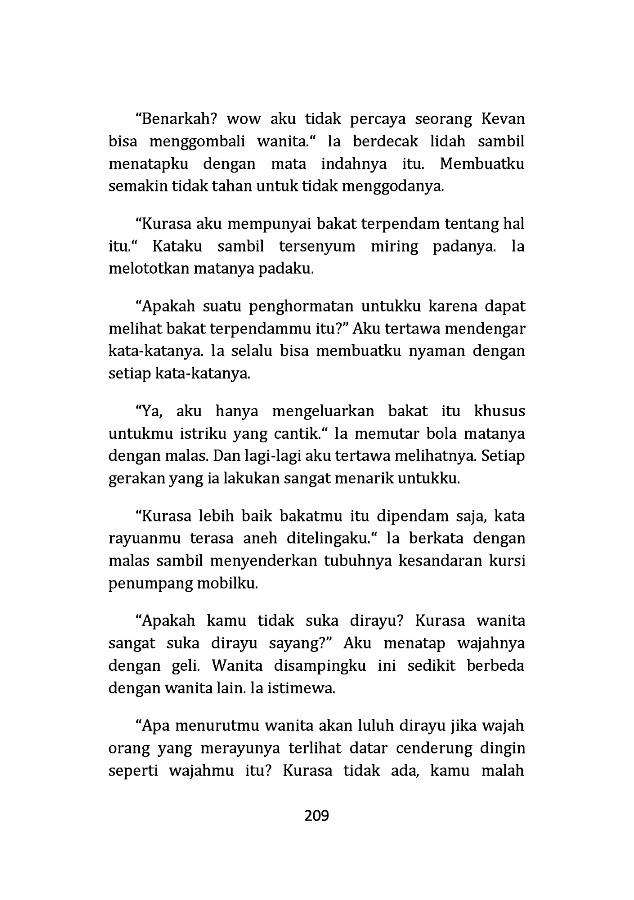 “Benarkah? wow aku tidak percaya seorang Kevan
bisa menggombali wanita.“ Ia berdecak lidah sambil
menatapku dengan mata indahnya itu. Membuatku
semakin tidak tahan untuk tidak menggodanya.
“Kurasa aku mempunyai bakat terpendam tentang hal
itu.“ Kataku sambil tersenyum miring padanya. Ia
melototkan matanya padaku.
“Apakah suatu penghormatan untukku karena dapat
melihat bakat terpendammu itu?” Aku tertawa mendengar
kata-katanya. Ia selalu bisa membuatku nyaman dengan
setiap kata-katanya.
“Ya, aku hanya mengeluarkan bakat itu khusus
untukmu istriku yang cantik.“ Ia memutar bola matanya
dengan malas. Dan lagi-lagi aku tertawa melihatnya. Setiap
gerakan yang ia lakukan sangat menarik untukku.
“Kurasa lebih baik bakatmu itu dipendam saja, kata
rayuanmu terasa aneh ditelingaku.“ Ia berkata dengan
malas sambil menyenderkan tubuhnya kesandaran kursi
penumpang mobilku.
“Apakah kamu tidak suka dirayu? Kurasa wanita
sangat suka dirayu sayang?” Aku menatap wajahnya
dengan geli. Wanita disampingku ini sedikit berbeda
dengan wanita lain. Ia istimewa.
“Apa menurutmu wanita akan luluh dirayu jika wajah
orang yang merayunya terlihat datar cenderung dingin
seperti wajahmu itu? Kurasa tidak ada, kamu malah
209